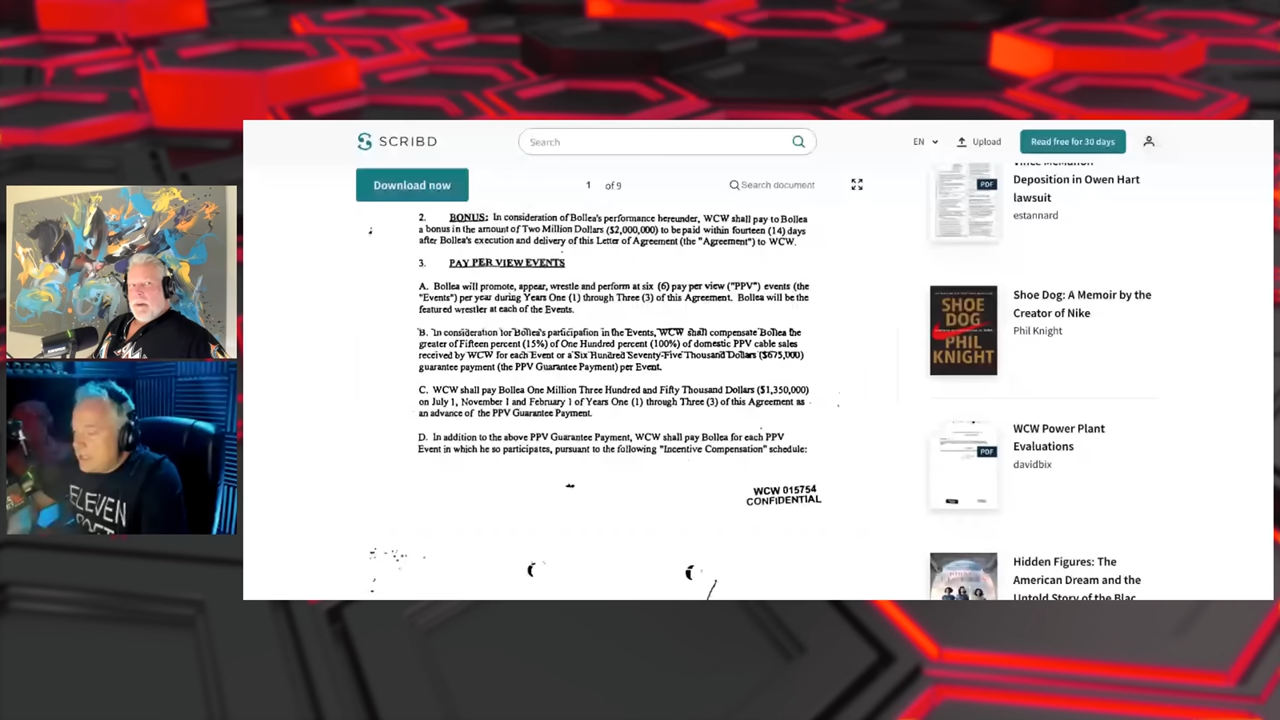 SCRIBD
Search
EN
Upload
Read free for 30 days
Download now
1 of 9
Search document
2. BONUS: In consideration of Bollea's performance hereunder, WCW shall pay to Bollea
a bonus in the amount of Two Million Dollars ($2,000,000) to be paid within fourteen (14) days
after Bollea's execution and delivery of this Letter of Agreement (the "Agreement") to WCW.
3. PAY PER VIEW EVENTS
A. Bollea will promote, appear, wrestle and perform at six (6) pay per view ("PPV") events (the
"Events") per year during Years One (1) through Three (3) of this Agreement. Bollea will be the
featured wrestler at each of the Events.
B. In consideration for Bollea's participation in the Events, WCW shall compensate Bollea the
greater of Fifteen percent (15%) of One Hundred percent (100%) of domestic PPV cable sales
received by WCW for each Event or a Six Hundred Seventy-Five Thousand Dollars ($675,000)
guarantee payment (the PPV Guarantee Payment) per Event.
C. WCW shall pay Bollea One Million Three Hundred and Fifty Thousand Dollars ($1,350,000)
on July 1, November 1 and February 1 of Years One (1) through Three (3) of this Agreement as
an advance of the PPV Guarantee Payment.
D. In addition to the above PPV Guarantee Payment, WCW shall pay Bollea for each PPV
Event in which he so participates, pursuant to the following "Incentive Compensation" schedule:
WCW 015754
CONFIDENTIAL
Vince McMahon
Deposition in Owen Hart
lawsuit
estannard
PDF
SHOE
DOG
PHIL
KNIGHT
Shoe Dog: A Memoir by the
Creator of Nike
Phil Knight
PDF
WCW Power Plant
Evaluations
davidbix
Hidden Figures: The
American Dream and the
Untold Story of the Blac
ELEVEN